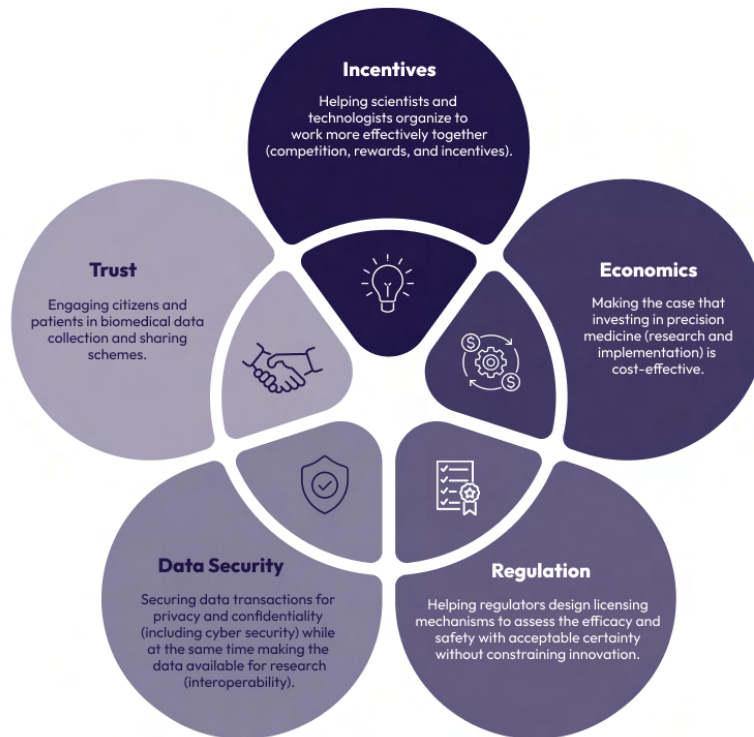 Incentives
Helping scientists and
technologists organize to
work more effectively together
(competition, rewards, and incentives).
Trust
Engaging citizens and
patients in biomedical data
collection and sharing
schemes.
Economics
Making the case that
investing in precision
medicine (research and
implementation) is
cost-effective.
$
$
Data Security
Securing data transactions for
privacy and confidentiality
(including cyber security) while
at the same time making the
data available for research
(interoperability).
Regulation
Helping regulators design licensing
mechanisms to assess the efficacy and
safety with acceptable certainty
without constraining innovation.